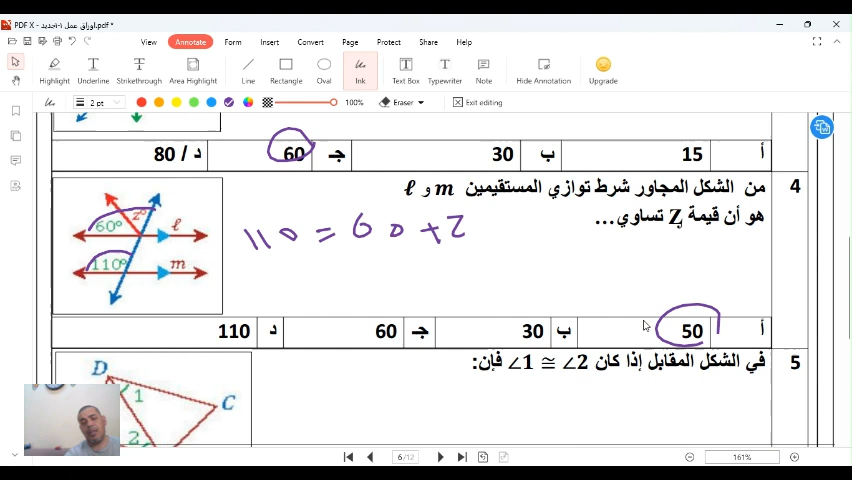 PDF X - اوراق عمل ١-٦جديد.pdf *
View Annotate Form Insert Convert Page Protect Share Help
Highlight Underline Strikethrough Area Highlight Line Rectangle Oval Ink Text Box Typewriter Note Hide Annotation Upgrade
2 pt 100% Eraser Exit editing
أ 15 ب 30 جـ 60 د / 80
4 من الشكل المجاور شرط توازي المستقيمين m و ℓ
هو أن قيمة Z تساوي...
110 = 60 + Z
60° z° ℓ
110° m
أ 50 ب 30 جـ 60 د 110
5 في الشكل المقابل إذا كان ∠1 ≅ ∠2 فإن:
D
1
C
2
6/12 161%